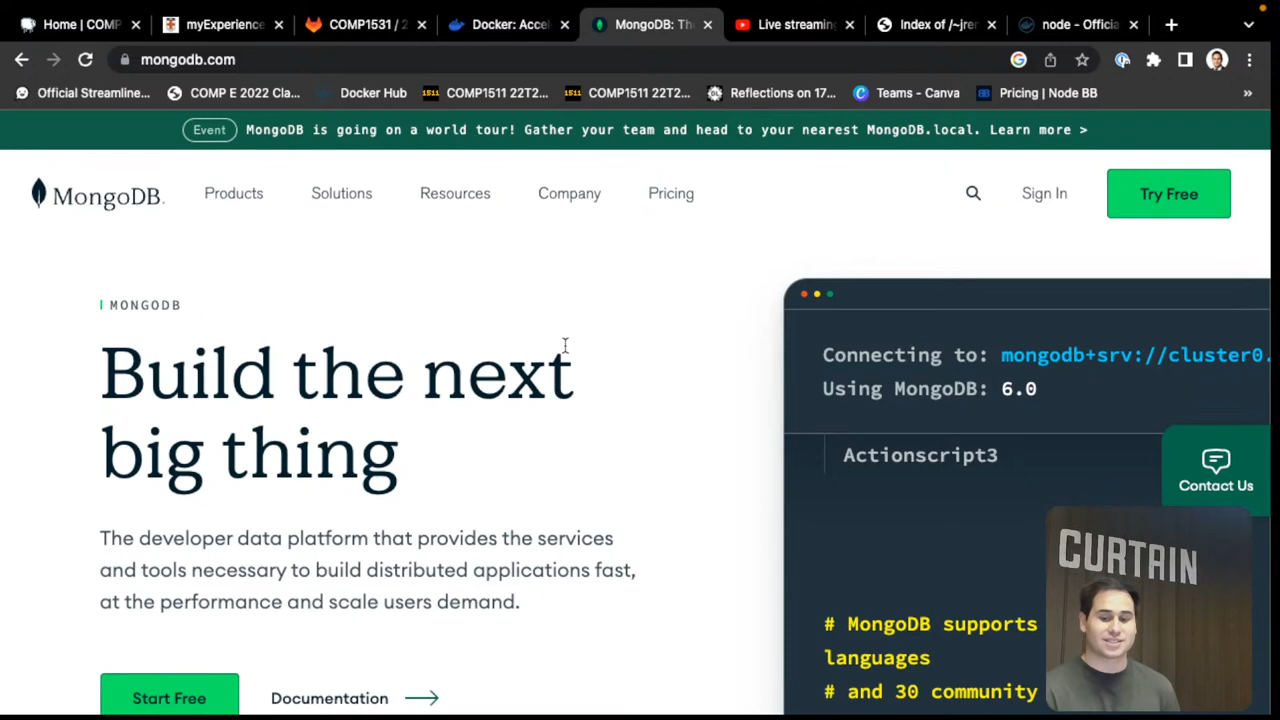 Home | COMP
myExperience
COMP1531 / 2
Docker: Accel
MongoDB: Th
Live streamin
Index of /~jrer
node - Officia
mongodb.com
Official Streamline...
COMP E 2022 Cla...
Docker Hub
COMP1511 22T2...
COMP1511 22T2...
Reflections on 17...
Teams - Canva
Pricing | Node BB
»
Event
MongoDB is going on a world tour! Gather your team and head to your nearest MongoDB.local. Learn more >
MongoDB.
Products
Solutions
Resources
Company
Pricing
Sign In
Try Free
MONGODB
Build the next
big thing
The developer data platform that provides the services
and tools necessary to build distributed applications fast,
at the performance and scale users demand.
Start Free
Documentation
Connecting to: mongodb+srv://cluster0.
Using MongoDB: 6.0
Actionscript3
Contact Us
# MongoDB supports
languages
# and 30 community
CURTAIN